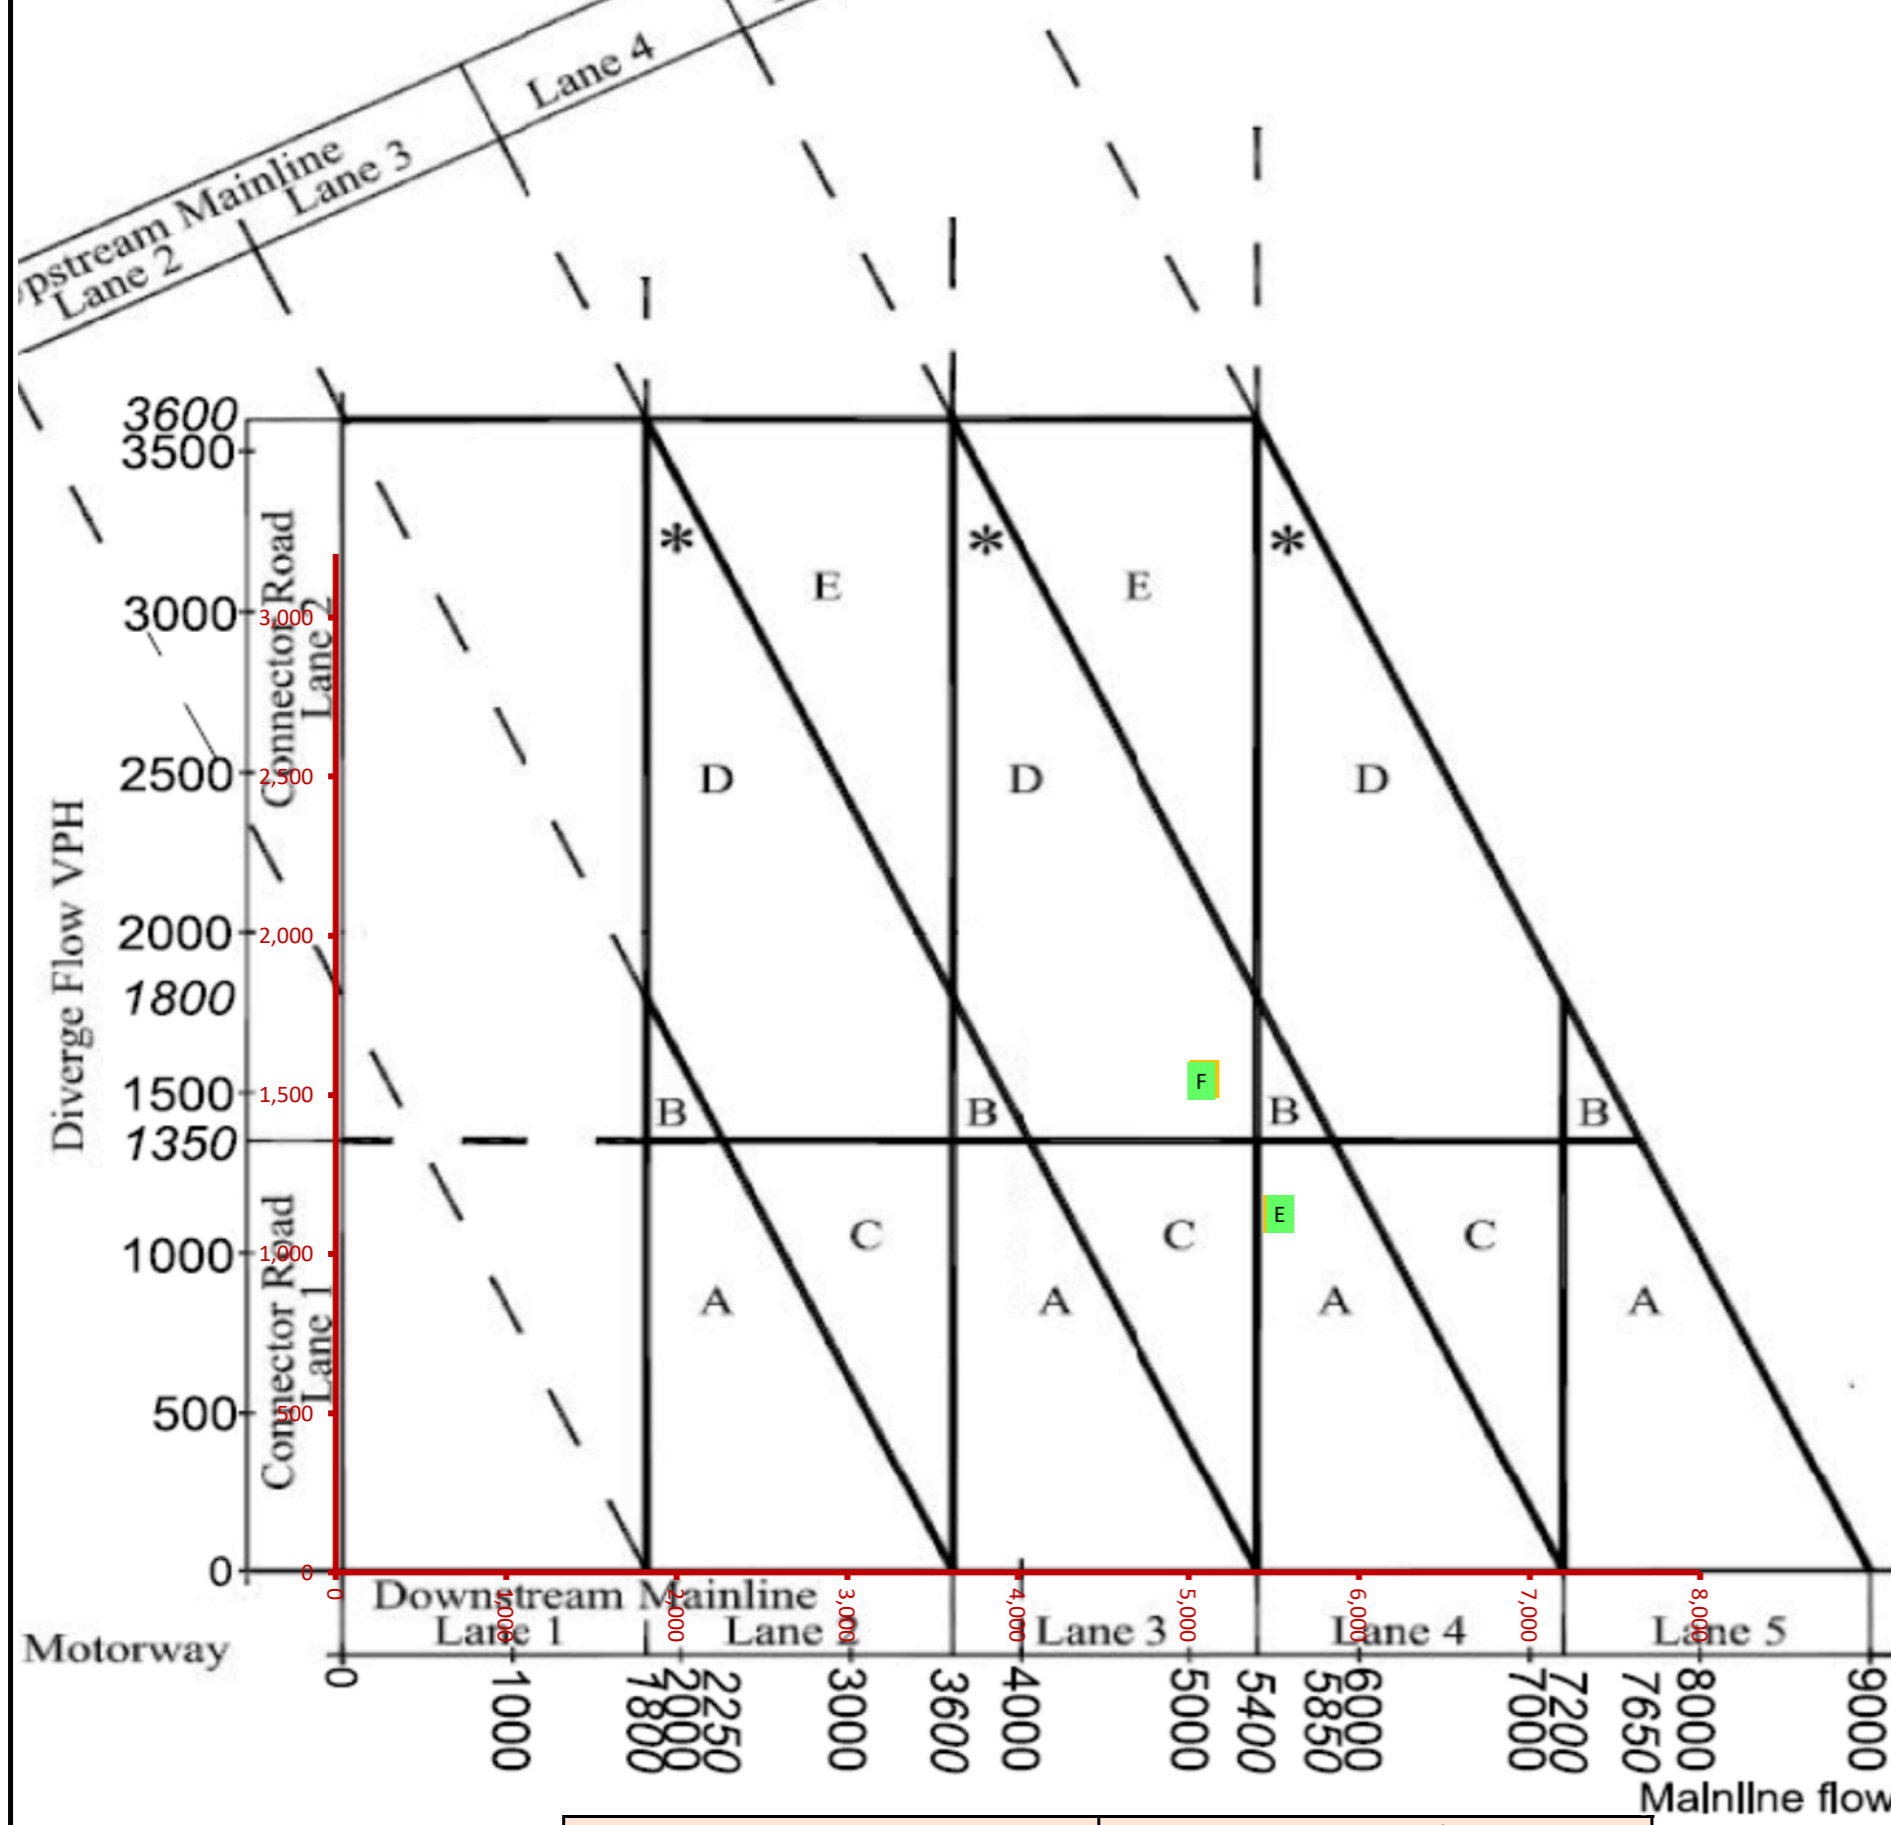 Lane 4
Upstream Mainline
Lane 3
Lane 2
3600
3500
3000
2500
2000
1800
1500
1350
1000
500
0
Diverge Flow VPH
Connector Road
Lane 2
Connector Road
Lane 1
3,000
2,500
2,000
1,500
1,000
500
0
* * *
E E
D D D
F
B B B B
E
C C C
A A A A
0 1,000 2,000 3,000 4,000 5,000 6,000 7,000 8,000
Downstream Mainline
Lane 1 Lane 2 Lane 3 Lane 4 Lane 5
Motorway
0 1000 1800 2000 2250 3000 3600 4000 5000 5400 5850 6000 7000 7200 7650 8000 9000
Mainline flow